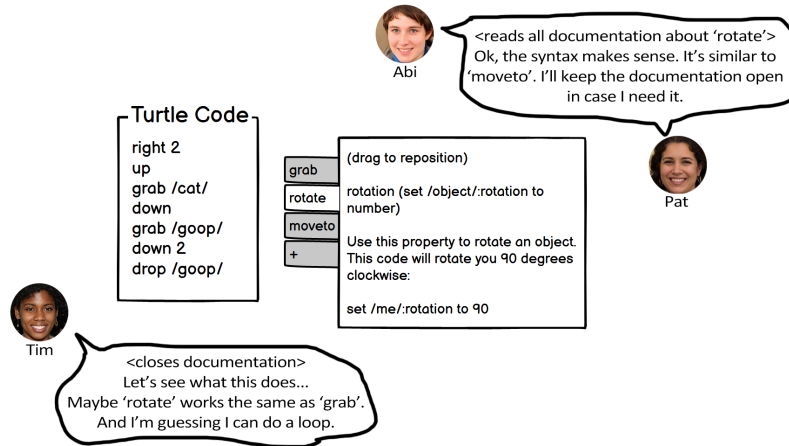 <reads all documentation about 'rotate'>
Ok, the syntax makes sense. It's similar to
'moveto'. I'll keep the documentation open
in case I need it.
Abi
Pat
Turtle Code
right 2
up
grab /cat/
down
grab /goop/
down 2
drop /goop/
grab
rotate
moveto
+
(drag to reposition)
rotation (set /object/:rotation to
number)
Use this property to rotate an object.
This code will rotate you 90 degrees
clockwise:
set /me/:rotation to 90
Tim
<closes documentation>
Let's see what this does...
Maybe 'rotate' works the same as 'grab'.
And I'm guessing I can do a loop.